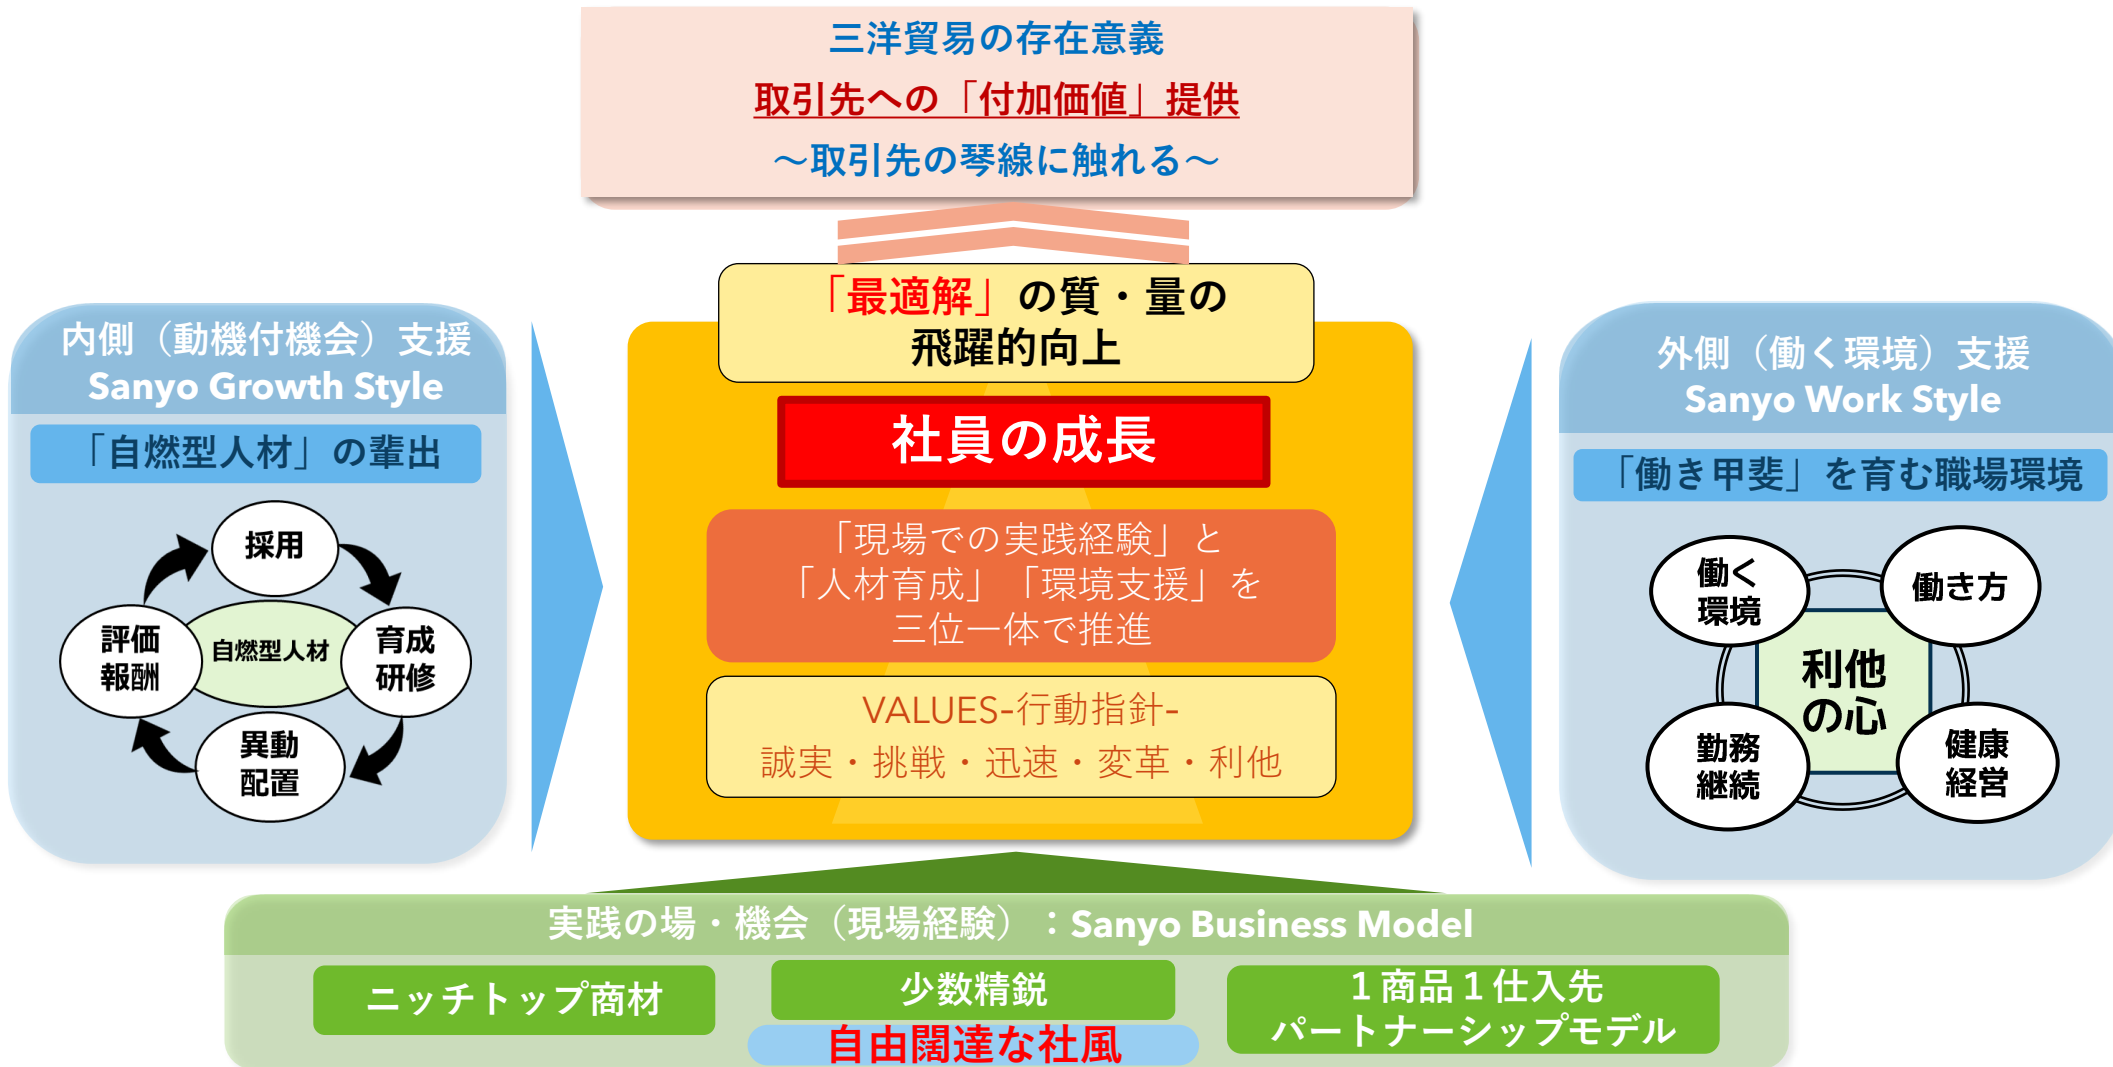 三洋貿易の存在意義
取引先への「付加価値」提供
～取引先の琴線に触れる～
「最適解」の質・量の
飛躍的向上
社員の成長
「現場での実践経験」と
「人材育成」「環境支援」を
三位一体で推進
VALUES-行動指針-
誠実・挑戦・迅速・変革・利他
内側（動機付機会）支援
Sanyo Growth Style
「自燃型人材」の輩出
採用
評価
報酬
自燃型人材
育成
研修
異動
配置
外側（働く環境）支援
Sanyo Work Style
「働き甲斐」を育む職場環境
働く
環境
働き方
利他
の心
勤務
継続
健康
経営
実践の場・機会（現場経験）：Sanyo Business Model
ニッチトップ商材
少数精鋭
自由闊達な社風
１商品１仕入先
パートナーシップモデル